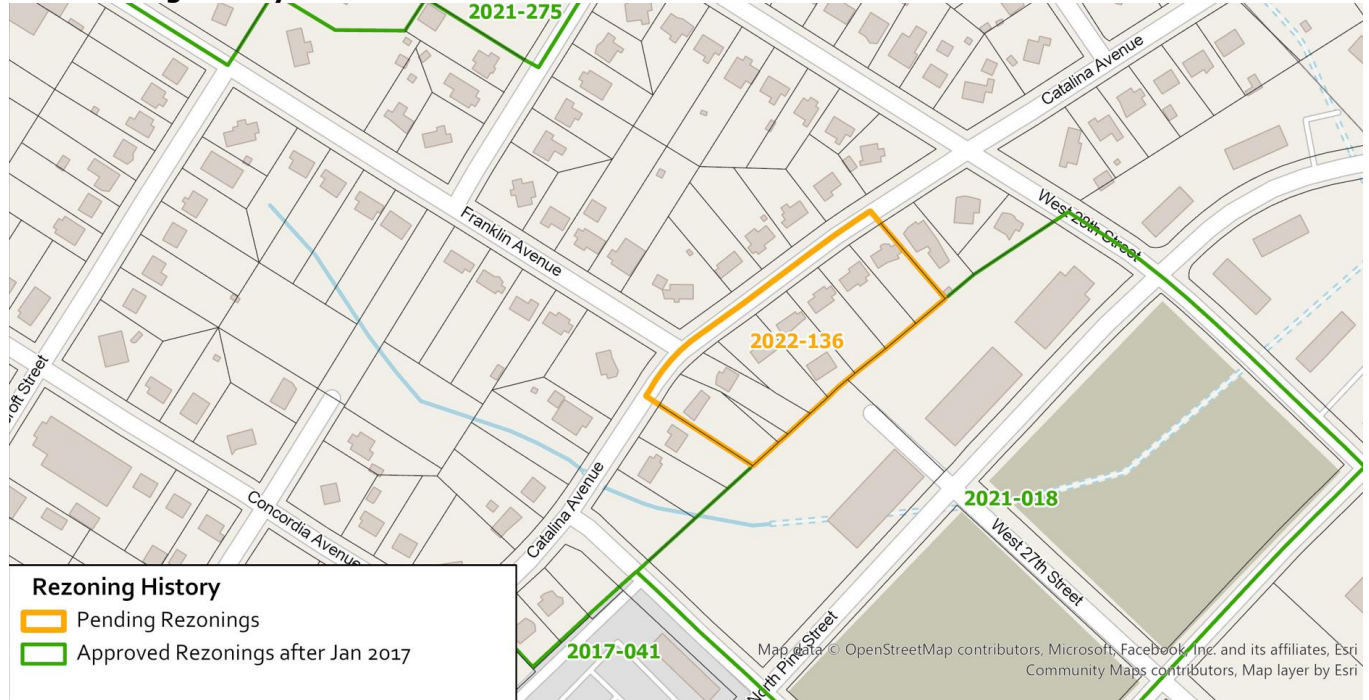 2021-275
Catalina Avenue
West 28th Street
Franklin Avenue
2022-136
2021-018
Catalina Avenue
Concordia Avenue
West 27th Street
2017-041
North Pine Street
Rezoning History
Pending Rezonings
Approved Rezonings after Jan 2017
Map data © OpenStreetMap contributors, Microsoft, Facebook, Inc. and its affiliates, Esri
Community Maps contributors, Map layer by Esri